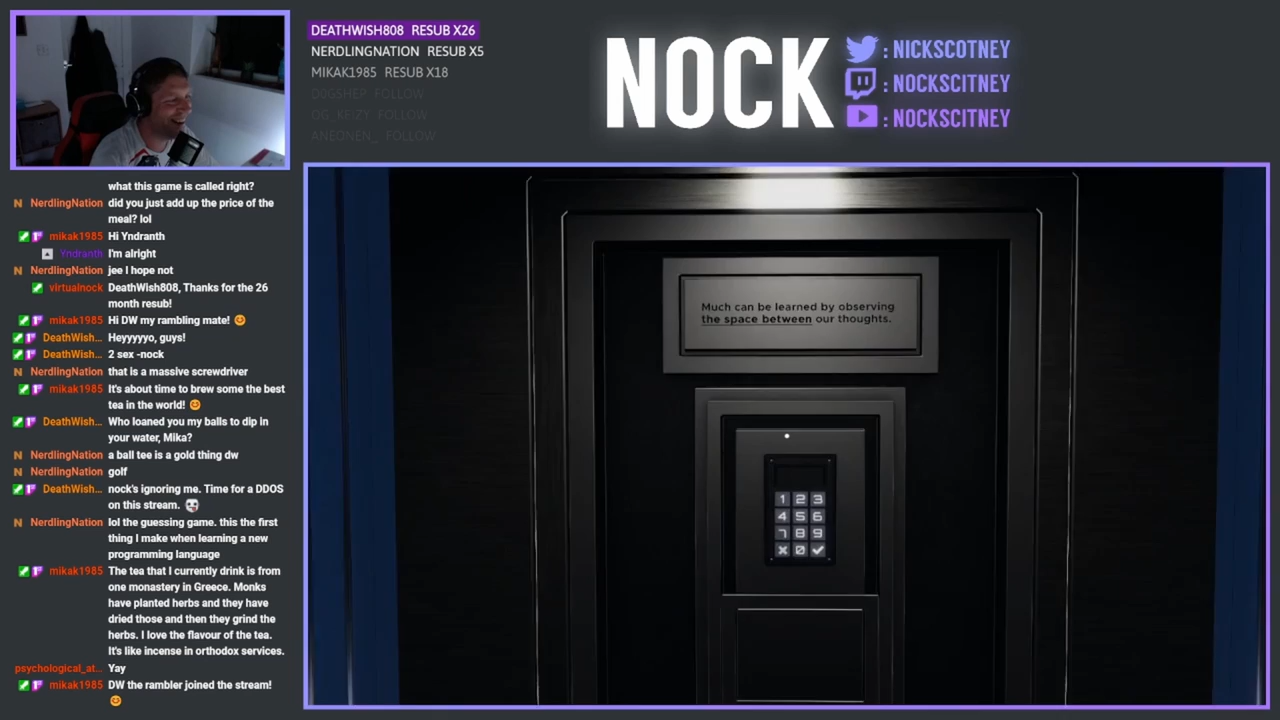 DEATHWISH808 RESUB X26
NERDLINGNATION RESUB X5
MIKAK1985 RESUB X18
D0GSHEP FOLLOW
OG_KEIZY FOLLOW
ANEONEN_ FOLLOW
NOCK
: NICKSCOTNEY
: NOCKSCITNEY
: NOCKSCITNEY
what this game is called right?
NerdlingNation did you just add up the price of the
meal? lol
mikak1985 Hi Yndranth
Yndranth I'm alright
NerdlingNation jee I hope not
virtualnock DeathWish808, Thanks for the 26
month resub!
mikak1985 Hi DW my rambling mate! 😊
DeathWish... Heyyyyyo, guys!
DeathWish... 2 sex -nock
NerdlingNation that is a massive screwdriver
mikak1985 It's about time to brew some the best
tea in the world! 😊
DeathWish... Who loaned you my balls to dip in
your water, Mika?
NerdlingNation a ball tee is a gold thing dw
NerdlingNation golf
DeathWish... nock's ignoring me. Time for a DDOS
on this stream.
NerdlingNation lol the guessing game. this the first
thing I make when learning a new
programming language
mikak1985 The tea that I currently drink is from
one monastery in Greece. Monks
have planted herbs and they have
dried those and then they grind the
herbs. I love the flavour of the tea.
It's like incense in orthodox services.
psychological_at... Yay
mikak1985 DW the rambler joined the stream!
😊
Much can be learned by observing
the space between our thoughts.
1 2 3
4 5 6
7 8 9
X 0 ✓